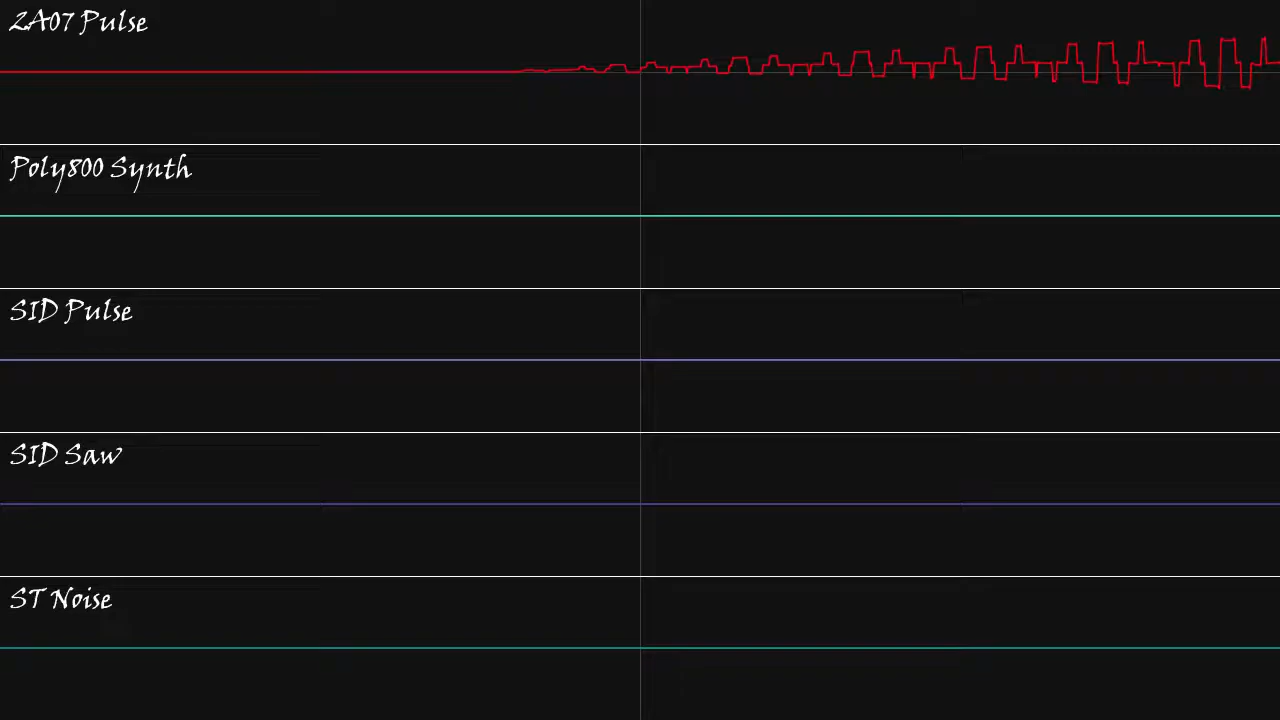 2A07 Pulse
Poly800 Synth
SID Pulse
SID Saw
ST Noise